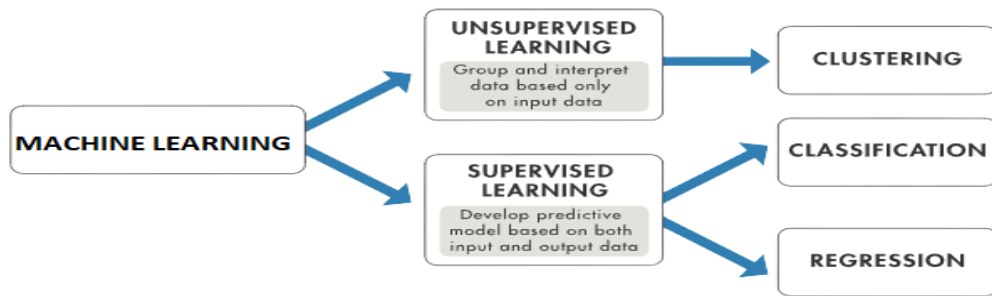 MACHINE LEARNING
UNSUPERVISED
LEARNING
Group and interpret
data based only
on input data
CLUSTERING
SUPERVISED
LEARNING
Develop predictive
model based on both
input and output data
CLASSIFICATION
REGRESSION